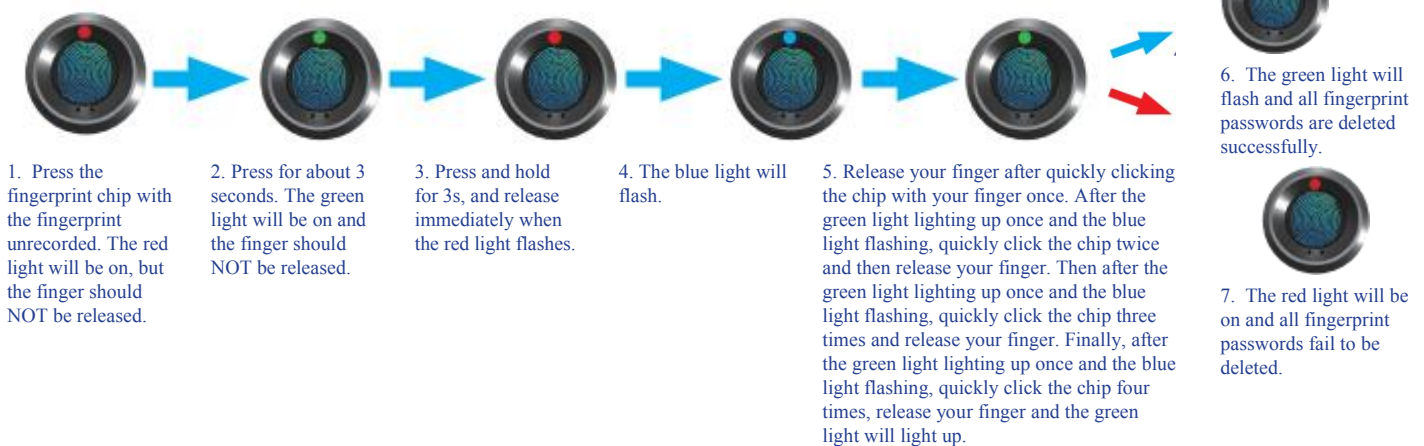 1. Press the
fingerprint chip with
the fingerprint
unrecorded. The red
light will be on, but
the finger should
NOT be released.
2. Press for about 3
seconds. The green
light will be on and
the finger should
NOT be released.
3. Press and hold
for 3s, and release
immediately when
the red light flashes.
4. The blue light will
flash.
5. Release your finger after quickly clicking
the chip with your finger once. After the
green light lighting up once and the blue
light flashing, quickly click the chip twice
and then release your finger. Then after the
green light lighting up once and the blue
light flashing, quickly click the chip three
times and release your finger. Finally, after
the green light lighting up once and the blue
light flashing, quickly click the chip four
times, release your finger and the green
light will light up.
6. The green light will
flash and all fingerprint
passwords are deleted
successfully.
7. The red light will be
on and all fingerprint
passwords fail to be
deleted.